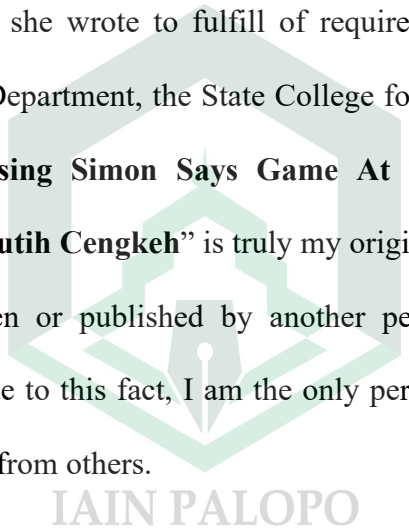 she wrote to fulfill of require
Department, the State College fo
sing Simon Says Game At
utih Cengkeh” is truly my origi
en or published by another pe
e to this fact, I am the only per
from others.
IAIN PALOPO